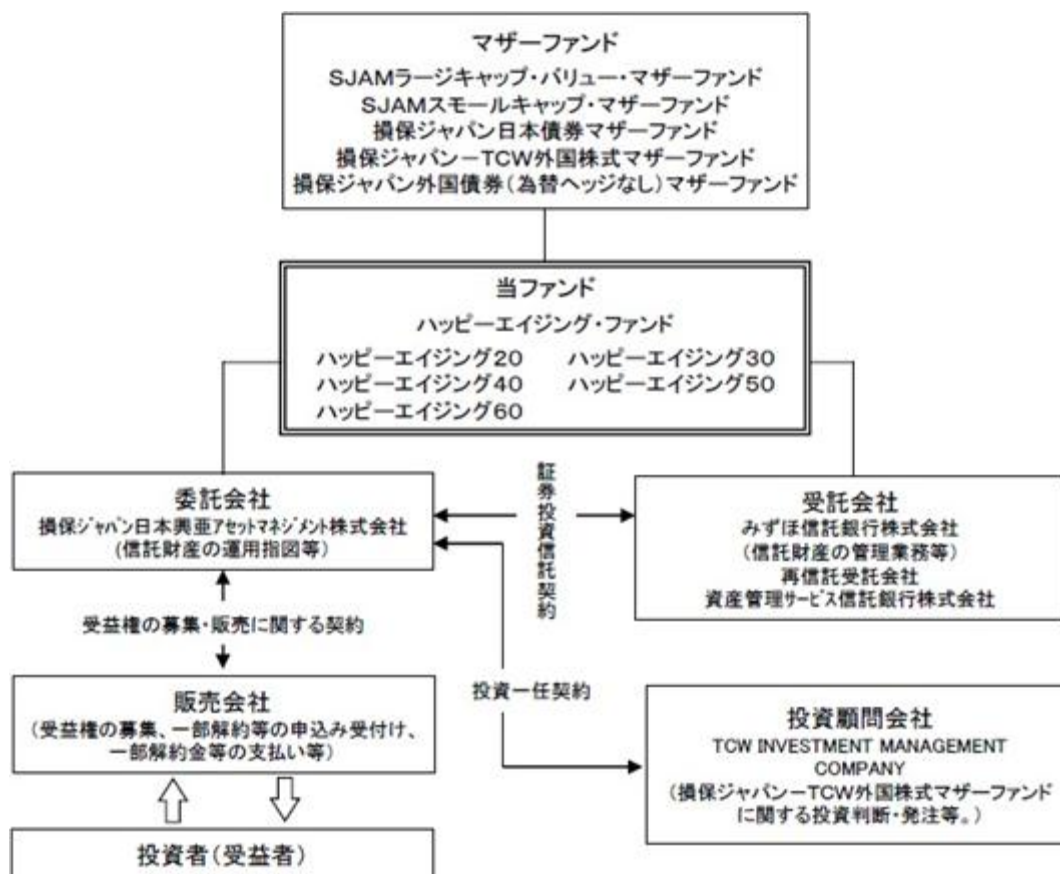 マザーファンド
SJAMラージキャップ・バリュー・マザーファンド
SJAMスモールキャップ・マザーファンド
損保ジャパン日本債券マザーファンド
損保ジャパン－TCW外国株式マザーファンド
損保ジャパン外国債券(為替ヘッジなし)マザーファンド
当ファンド
ハッピーエイジング・ファンド
ハッピーエイジング20 ハッピーエイジング30
ハッピーエイジング40 ハッピーエイジング50
ハッピーエイジング60
委託会社
損保ｼﾞｬﾊﾟﾝ日本興亜ｱｾｯﾄﾏﾈｼﾞﾒﾝﾄ株式会社
(信託財産の運用指図等)
証券投資信託契約
受託会社
みずほ信託銀行株式会社
(信託財産の管理業務等)
再信託受託会社
資産管理サービス信託銀行株式会社
受益権の募集・販売に関する契約
販売会社
(受益権の募集、一部解約等の申込み受付け、
一部解約金等の支払い等)
投資一任契約
投資顧問会社
TCW INVESTMENT MANAGEMENT
COMPANY
(損保ジャパン－TCW外国株式マザーファンド
に関する投資判断・発注等。)
投資者(受益者)